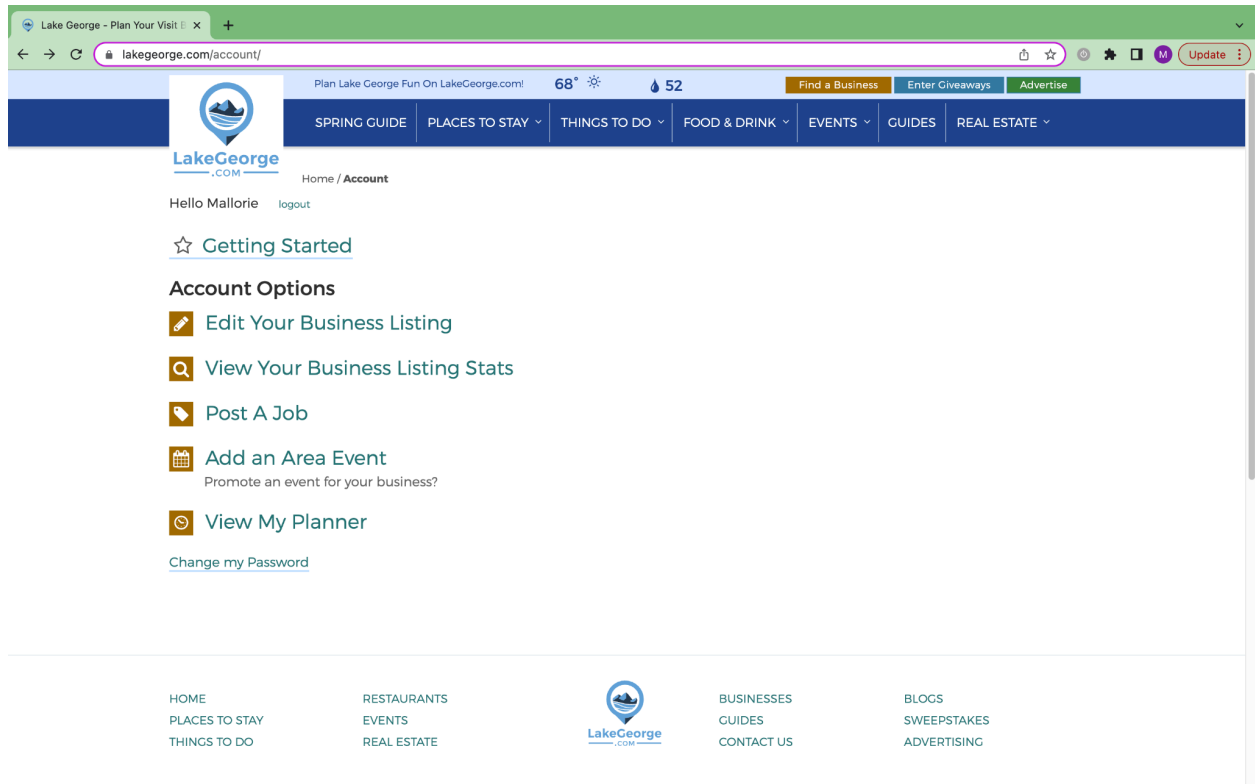 Lake George - Plan Your Visit
lakegeorge.com/account/
M
Update
Plan Lake George Fun On LakeGeorge.com!
68°
52
Find a Business
Enter Giveaways
Advertise
SPRING GUIDE
PLACES TO STAY
THINGS TO DO
FOOD & DRINK
EVENTS
GUIDES
REAL ESTATE
LakeGeorge
.COM
Home / Account
Hello Mallorie logout
Getting Started
Account Options
Edit Your Business Listing
View Your Business Listing Stats
Post A Job
Add an Area Event
Promote an event for your business?
View My Planner
Change my Password
HOME
PLACES TO STAY
THINGS TO DO
RESTAURANTS
EVENTS
REAL ESTATE
LakeGeorge
.COM
BUSINESSES
GUIDES
CONTACT US
BLOGS
SWEEPSTAKES
ADVERTISING